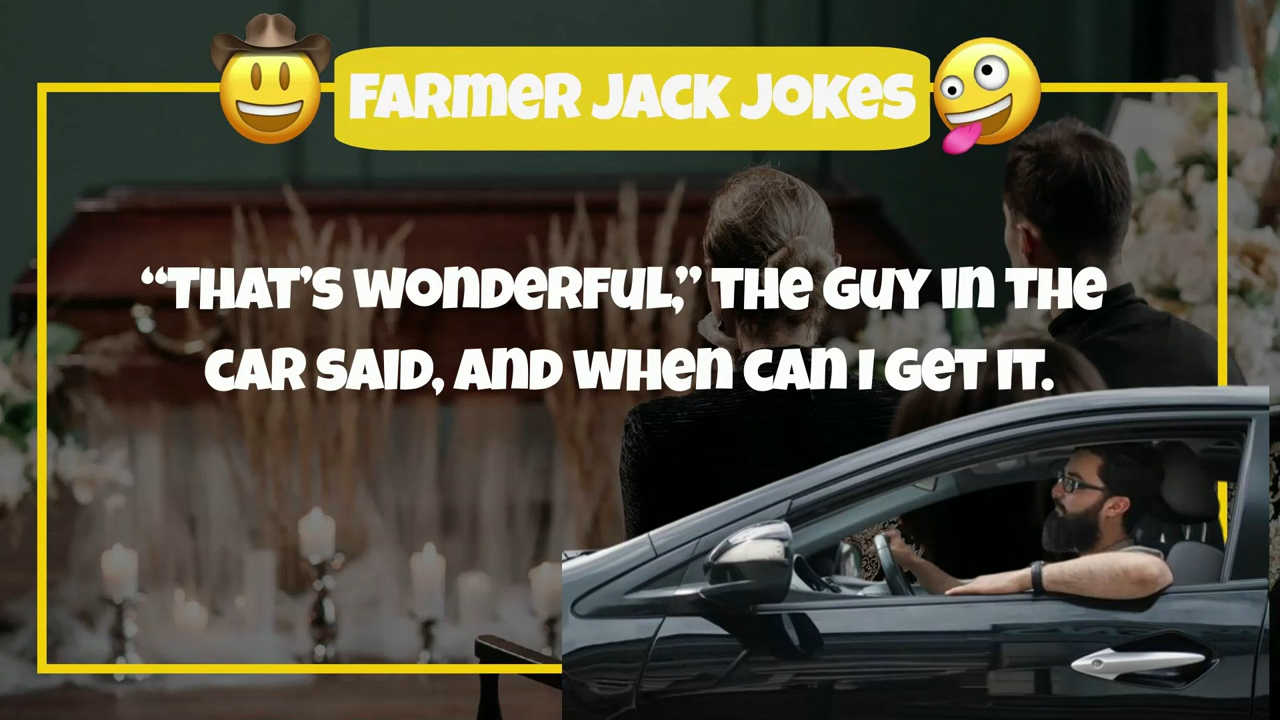 FARMER JACK JOKES
“THAT’S WONDERFUL,” THE GUY IN THE
CAR SAID, AND WHEN CAN I GET IT.